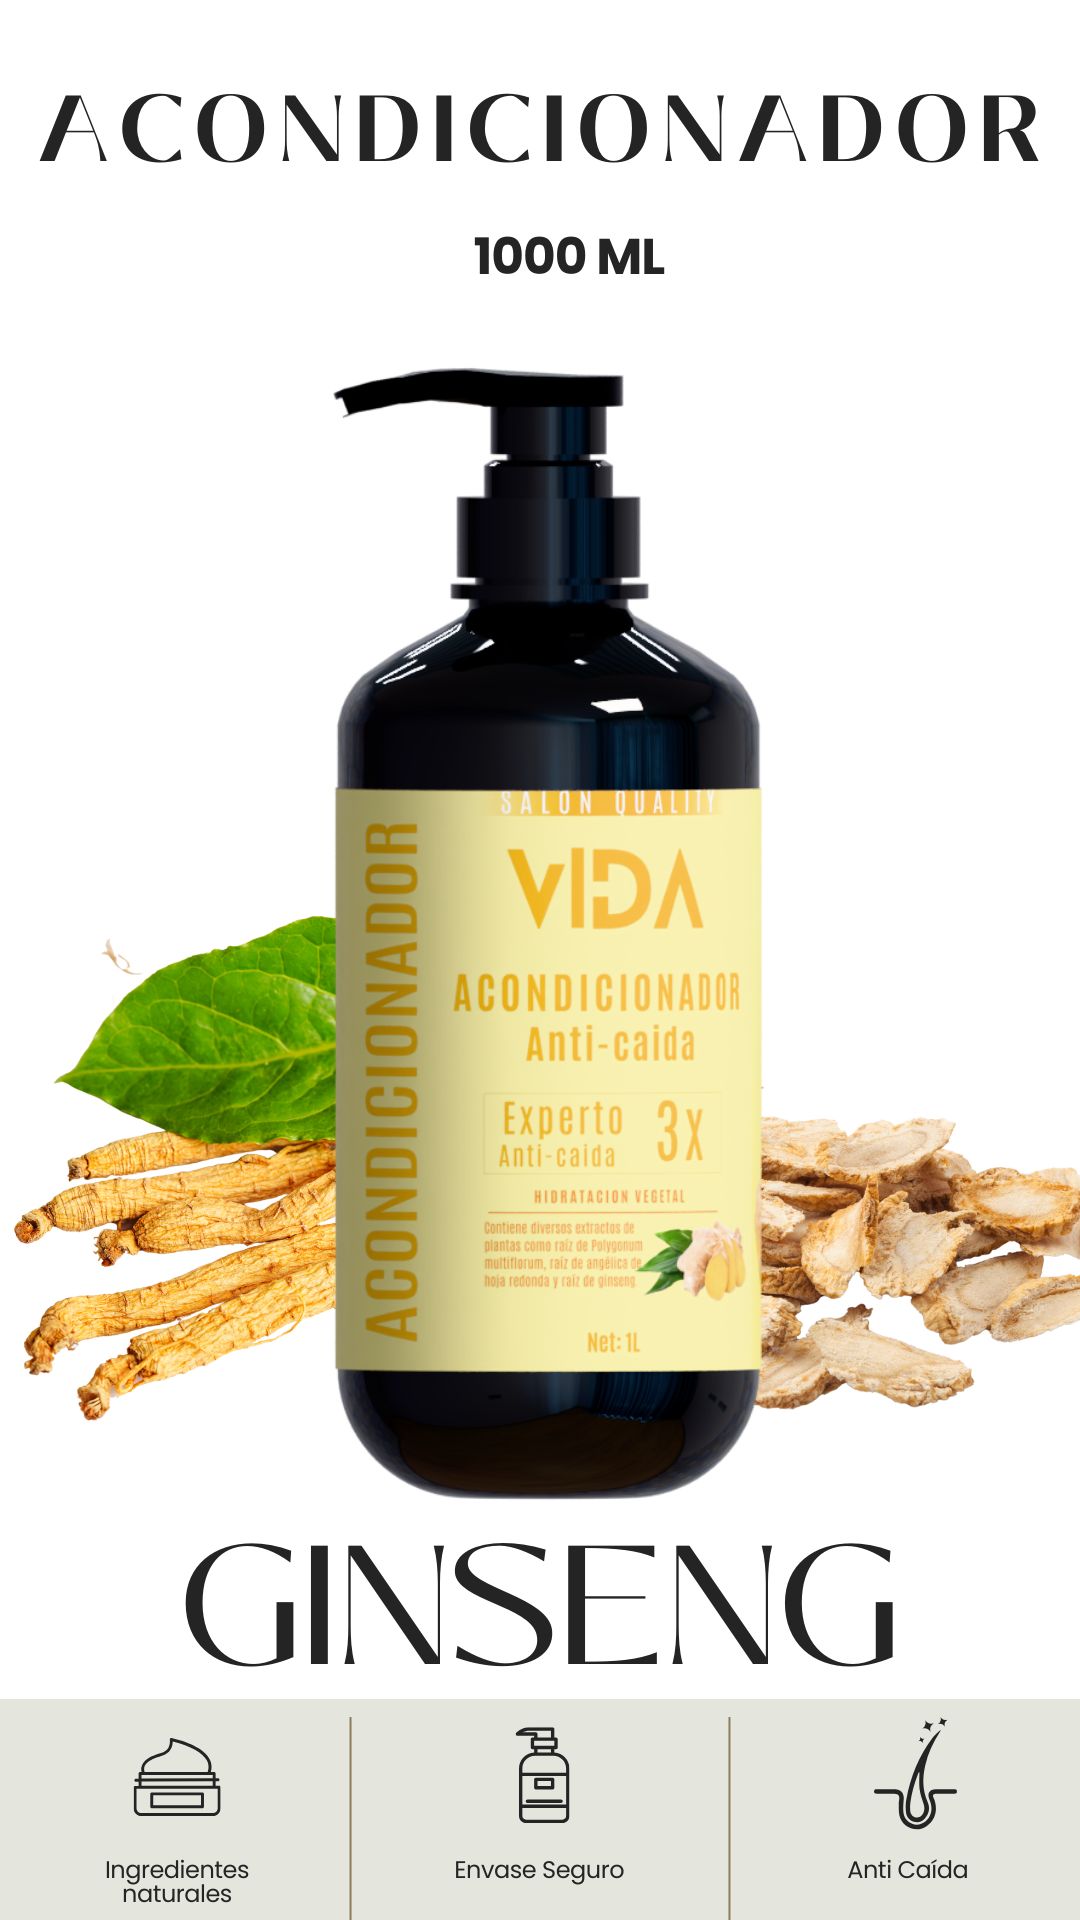 ACONDICIONADOR
1000 ML
SALON QUALITY
VIDA
ACONDICIONADOR
ACONDICIONADOR
Anti-caida
Experto
Anti-caida
3x
HIDRATACION VEGETAL
Contiene diversos extractos de
plantas como raíz de Polygonum
multiflorum, raíz de angélica de
hoja redonda y raíz de ginseng.
Net: 1L
GINSENG
Ingredientes
naturales
Envase Seguro
Anti Caída